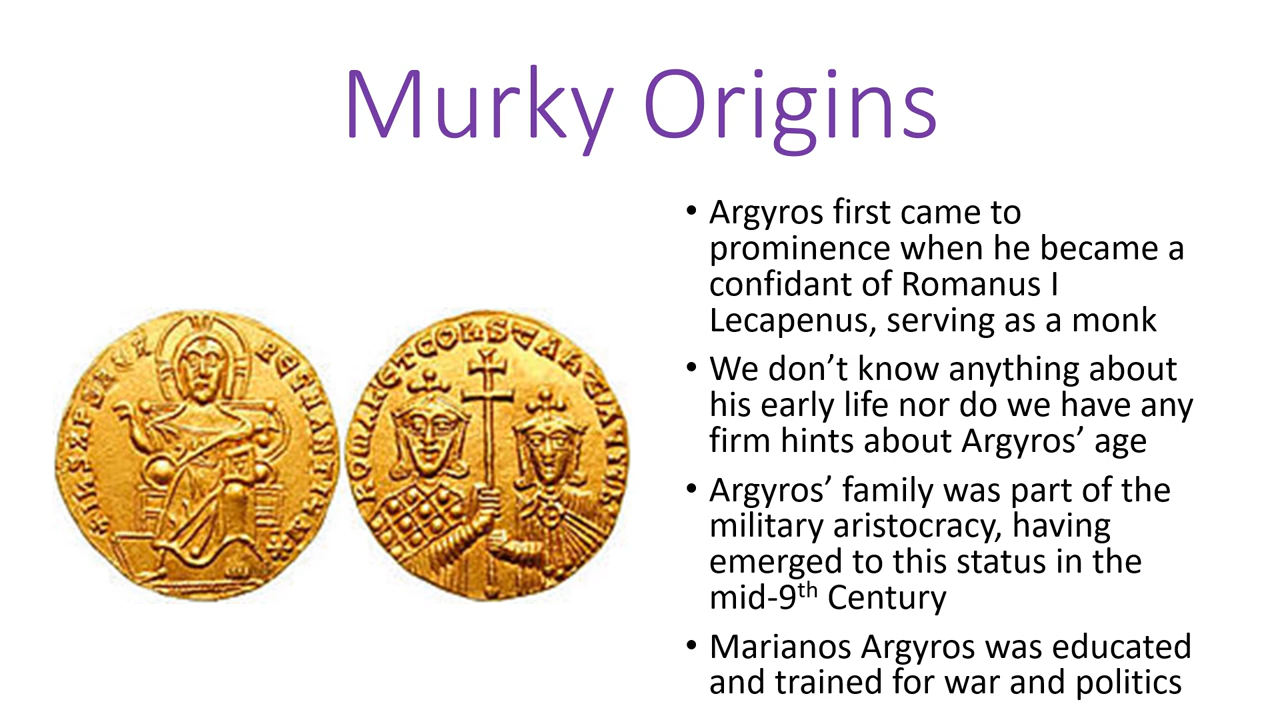 Murky Origins
• Argyros first came to
prominence when he became a
confidant of Romanus I
Lecapenus, serving as a monk
• We don’t know anything about
his early life nor do we have any
firm hints about Argyros’ age
• Argyros’ family was part of the
military aristocracy, having
emerged to this status in the
mid-9th Century
• Marianos Argyros was educated
and trained for war and politics